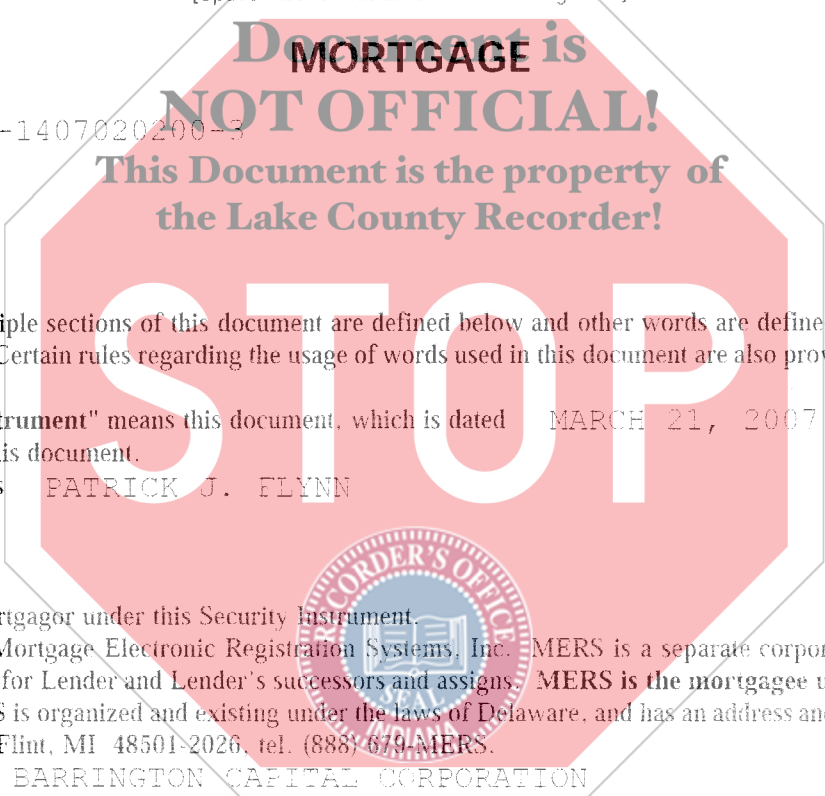 Document is
MORTGAGE
NOT OFFICIAL!
-1407020200-3
This Document is the property of
the Lake County Recorder!
STOP
iple sections of this document are defined below and other words are define
Certain rules regarding the usage of words used in this document are also prov
trument" means this document, which is dated MARCH 21, 2007
is document.
s PATRICK J. FLYNN
RECORDER'S OFFICE
rtgagor under this Security Instrument.
Mortgage Electronic Registration Systems, Inc. MERS is a separate corpor
for Lender and Lender's successors and assigns. MERS is the mortgagee u
SEAL
S is organized and existing under the laws of Delaware, and has an address and
INDIANA
Flint, MI 48501-2026, tel. (888) 679-MERS.
BARRINGTON CAPITAL CORPORATION